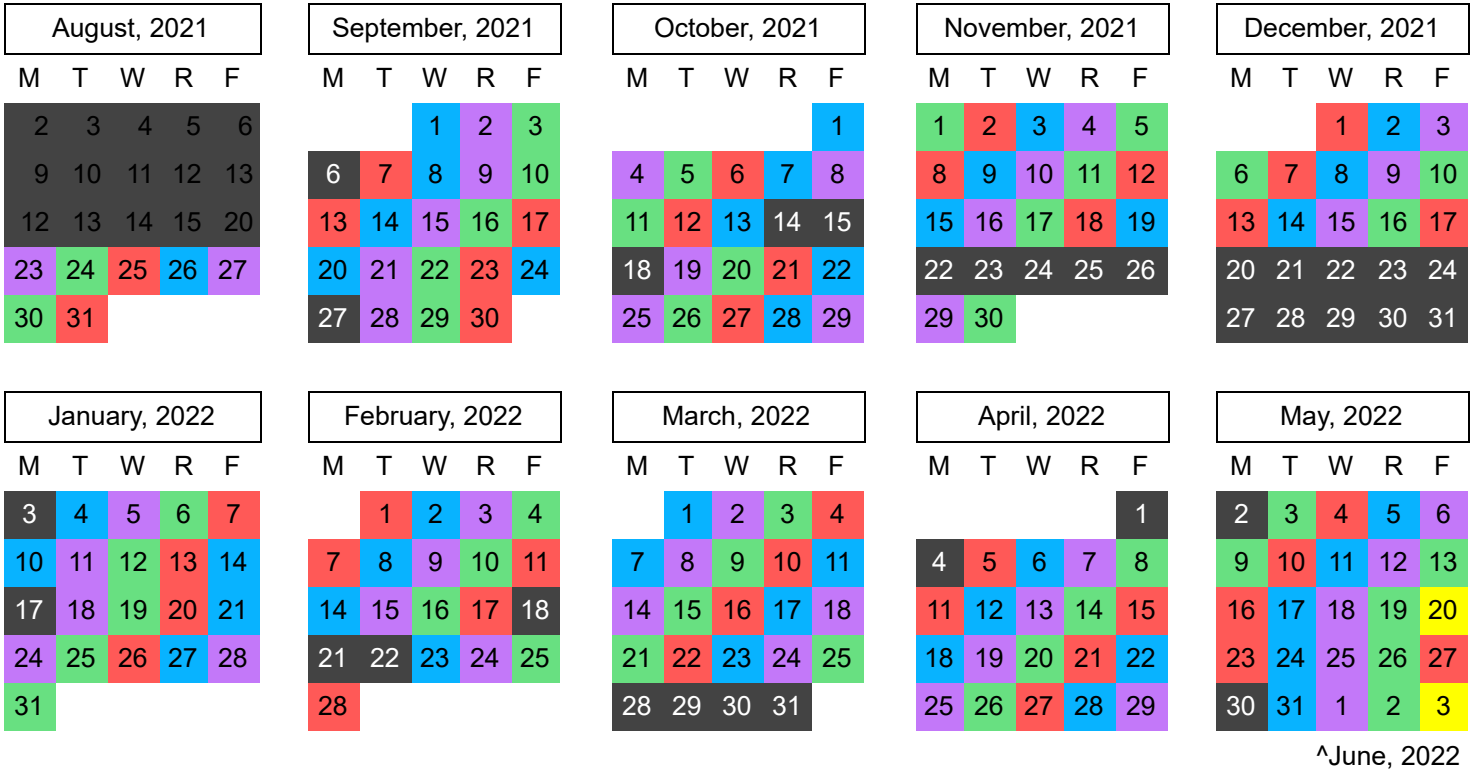 August, 2021
M T W R F
2 3 4 5 6
9 10 11 12 13
12 13 14 15 20
23 24 25 26 27
30 31
September, 2021
M T W R F
1 2 3
6 7 8 9 10
13 14 15 16 17
20 21 22 23 24
27 28 29 30
October, 2021
M T W R F
1
4 5 6 7 8
11 12 13 14 15
18 19 20 21 22
25 26 27 28 29
November, 2021
M T W R F
1 2 3 4 5
8 9 10 11 12
15 16 17 18 19
22 23 24 25 26
29 30
December, 2021
M T W R F
1 2 3
6 7 8 9 10
13 14 15 16 17
20 21 22 23 24
27 28 29 30 31
January, 2022
M T W R F
3 4 5 6 7
10 11 12 13 14
17 18 19 20 21
24 25 26 27 28
31
February, 2022
M T W R F
1 2 3 4
7 8 9 10 11
14 15 16 17 18
21 22 23 24 25
28
March, 2022
M T W R F
1 2 3 4
7 8 9 10 11
14 15 16 17 18
21 22 23 24 25
28 29 30 31
April, 2022
M T W R F
1
4 5 6 7 8
11 12 13 14 15
18 19 20 21 22
25 26 27 28 29
May, 2022
M T W R F
2 3 4 5 6
9 10 11 12 13
16 17 18 19 20
23 24 25 26 27
30 31 1 2 3
^June, 2022